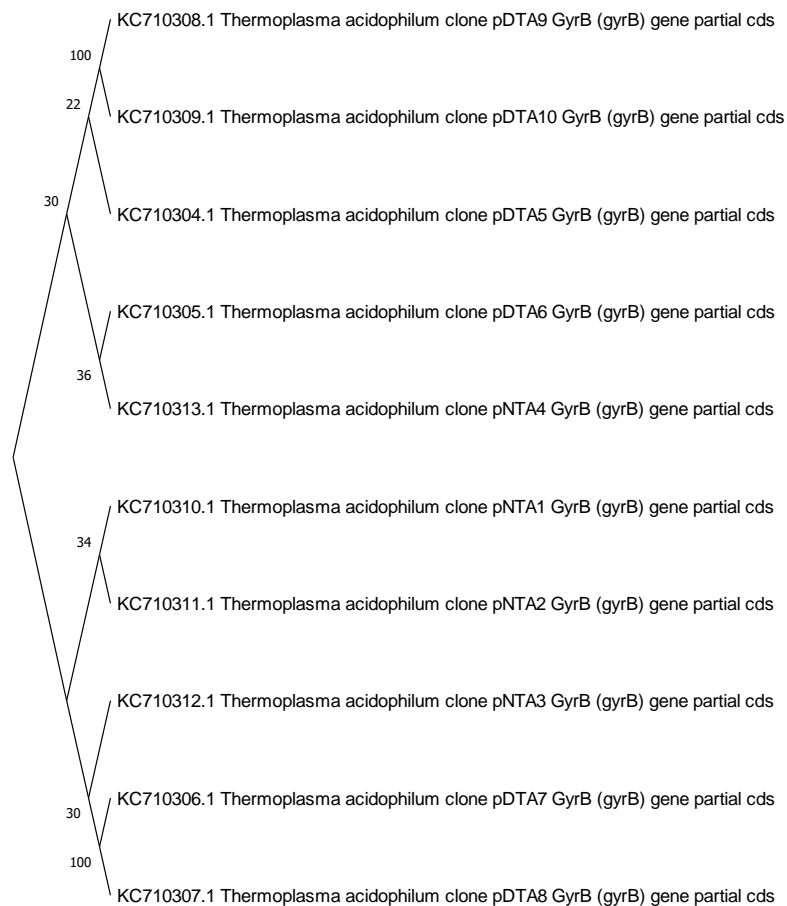 KC710308.1 Thermoplasma acidophilum clone pDTA9 GyrB (gyrB) gene partial cds
100
22
KC710309.1 Thermoplasma acidophilum clone pDTA10 GyrB (gyrB) gene partial cds
30
KC710304.1 Thermoplasma acidophilum clone pDTA5 GyrB (gyrB) gene partial cds
KC710305.1 Thermoplasma acidophilum clone pDTA6 GyrB (gyrB) gene partial cds
36
KC710313.1 Thermoplasma acidophilum clone pNTA4 GyrB (gyrB) gene partial cds
KC710310.1 Thermoplasma acidophilum clone pNTA1 GyrB (gyrB) gene partial cds
34
KC710311.1 Thermoplasma acidophilum clone pNTA2 GyrB (gyrB) gene partial cds
KC710312.1 Thermoplasma acidophilum clone pNTA3 GyrB (gyrB) gene partial cds
KC710306.1 Thermoplasma acidophilum clone pDTA7 GyrB (gyrB) gene partial cds
30
100
KC710307.1 Thermoplasma acidophilum clone pDTA8 GyrB (gyrB) gene partial cds